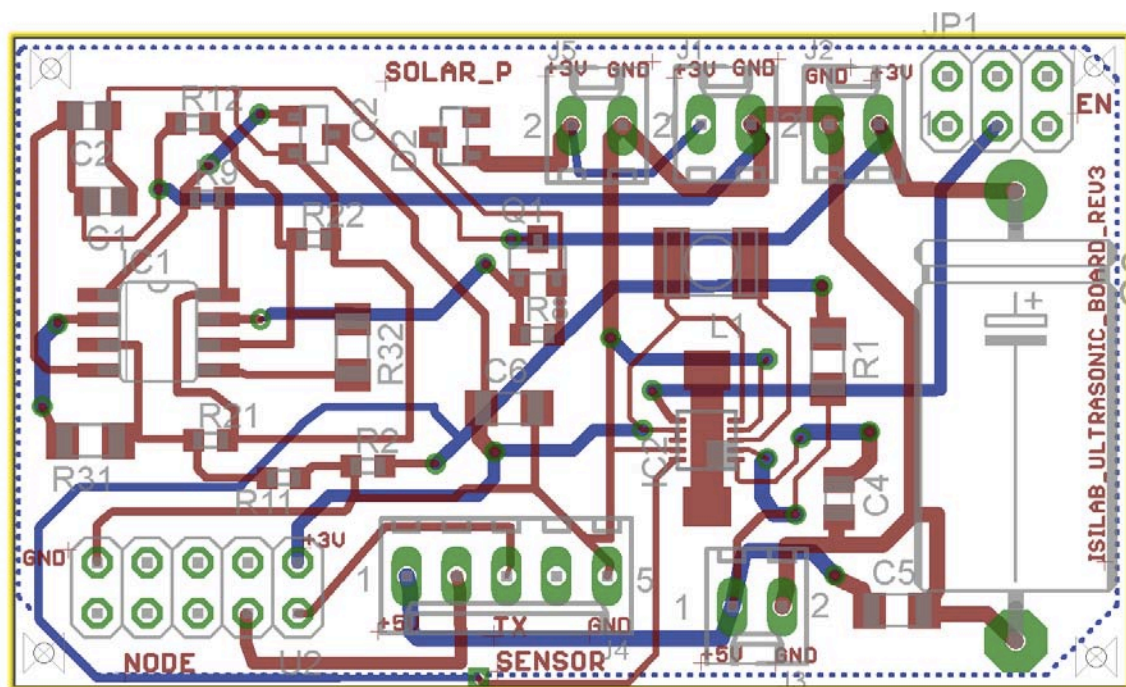 JP1
J5
J1
J2
SOLAR_P
+3V GND
+3V GND
GND +3V
EN
R12
C2
D2
2
2
2
1
C2
R9
C1
R22
Q1
IC1
R8
L1
R32
R1
C6
IC2
R21
R2
R31
R11
C4
GND
+3V
C5
1
5
1
2
+5V
TX
GND
+5V
GND
NODE
U2
SENSOR
J4
J3
ISILAB_ULTRASONIC_BOARD_REV3
+